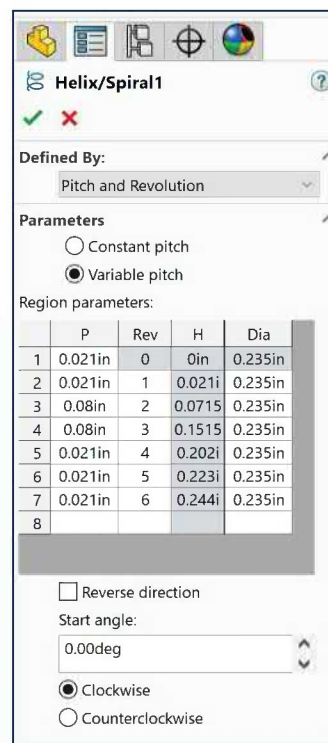 Helix/Spiral1
?
Defined By:
Pitch and Revolution
Parameters
Constant pitch
Variable pitch
Region parameters:
P Rev H Dia
1 0.021in 0 0in 0.235in
2 0.021in 1 0.021i 0.235in
3 0.08in 2 0.0715 0.235in
4 0.08in 3 0.1515 0.235in
5 0.021in 4 0.202i 0.235in
6 0.021in 5 0.223i 0.235in
7 0.021in 6 0.244i 0.235in
8
Reverse direction
Start angle:
0.00deg
Clockwise
Counterclockwise